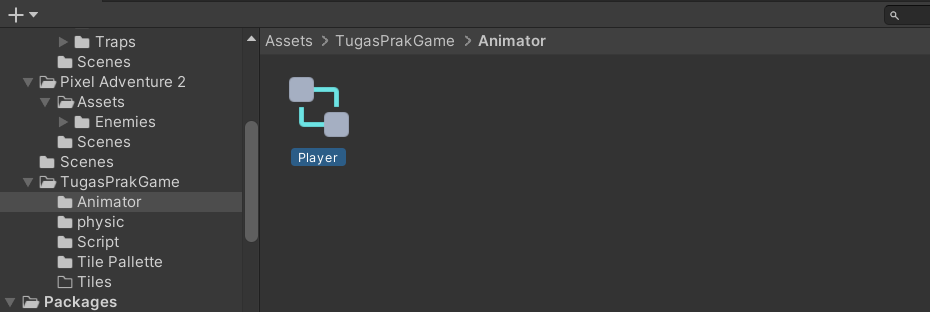 Traps
Scenes
Pixel Adventure 2
Assets
Enemies
Scenes
Scenes
TugasPrakGame
Animator
physic
Script
Tile Pallette
Tiles
Packages
Assets > TugasPrakGame > Animator
Player